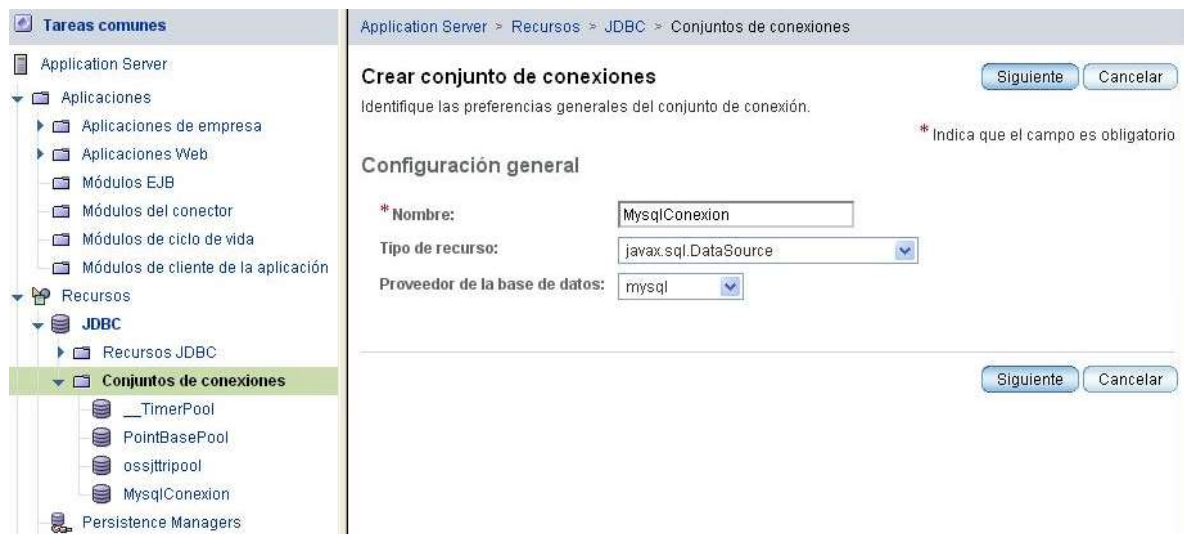 Tareas comunes
Application Server
Aplicaciones
Aplicaciones de empresa
Aplicaciones Web
Módulos EJB
Módulos del conector
Módulos de ciclo de vida
Módulos de cliente de la aplicación
Recursos
JDBC
Recursos JDBC
Conjuntos de conexiones
__TimerPool
PointBasePool
ossjttripool
MysqlConexion
Persistence Managers
Application Server > Recursos > JDBC > Conjuntos de conexiones
Crear conjunto de conexiones
Siguiente Cancelar
Identifique las preferencias generales del conjunto de conexión.
* Indica que el campo es obligatorio
Configuración general
* Nombre: MysqlConexion
Tipo de recurso: javax.sql.DataSource
Proveedor de la base de datos: mysql
Siguiente Cancelar